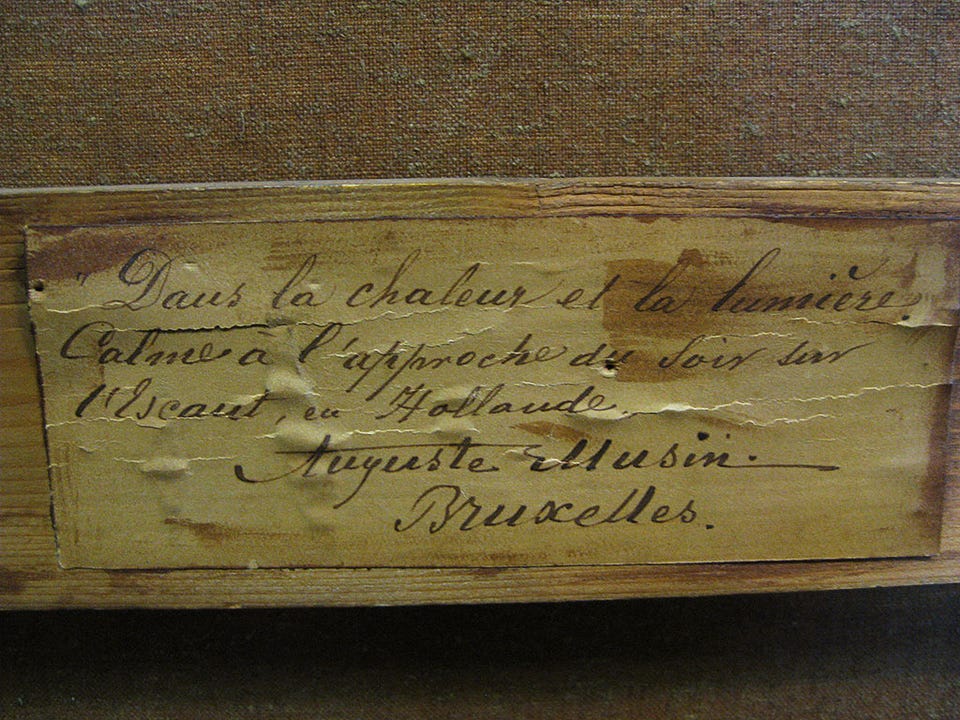 " Dans la chaleur et la lumière.
Calme a l'approche du Soir sur
l'Escaut, en Hollande.
Auguste Musin.
Bruxelles.